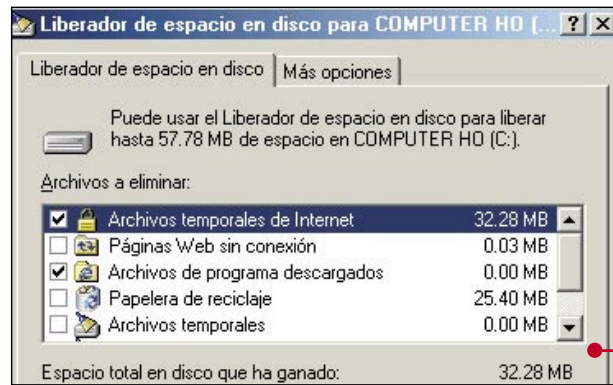 Liberador de espacio en disco para COMPUTER HO (...
Liberador de espacio en disco
Más opciones
Puede usar el Liberador de espacio en disco para liberar
hasta 57.78 MB de espacio en COMPUTER HO (C:).
Archivos a eliminar:
Archivos temporales de Internet 32.28 MB
Páginas Web sin conexión 0.03 MB
Archivos de programa descargados 0.00 MB
Papelera de reciclaje 25.40 MB
Archivos temporales 0.00 MB
Espacio total en disco que ha ganado: 32.28 MB